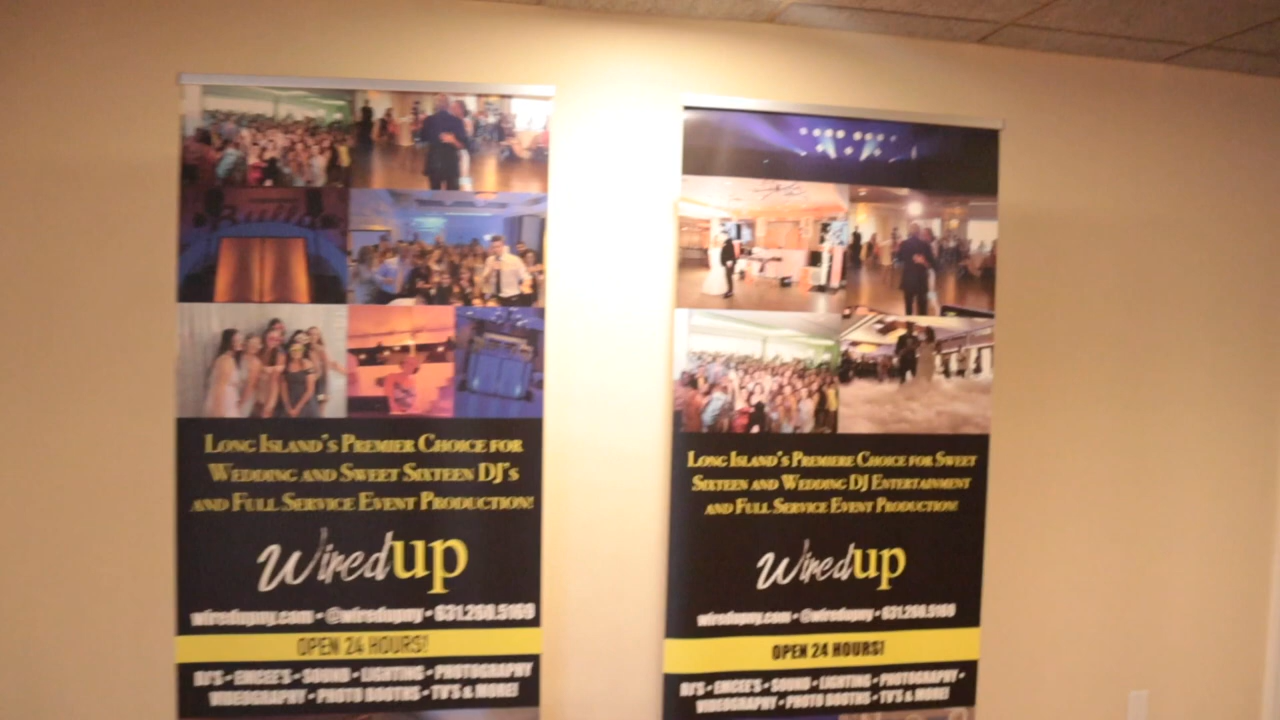 LONG ISLAND'S PREMIER CHOICE FOR
WEDDING AND SWEET SIXTEEN DJ'S
AND FULL SERVICE EVENT PRODUCTION!
Wiredup
wiredupny.com • @wiredupny • 631.260.5169
OPEN 24 HOURS!
DJ'S • EMCEE'S • SOUND • LIGHTING • PHOTOGRAPHY
VIDEOGRAPHY • PHOTO BOOTHS • TV'S & MORE!
LONG ISLAND'S PREMIERE CHOICE FOR SWEET
SIXTEEN AND WEDDING DJ ENTERTAINMENT
AND FULL SERVICE EVENT PRODUCTION!
Wiredup
wiredupny.com • @wiredupny • 631.260.5169
OPEN 24 HOURS!
DJ'S • EMCEE'S • SOUND • LIGHTING • PHOTOGRAPHY •
VIDEOGRAPHY • PHOTO BOOTHS • TV'S & MORE!